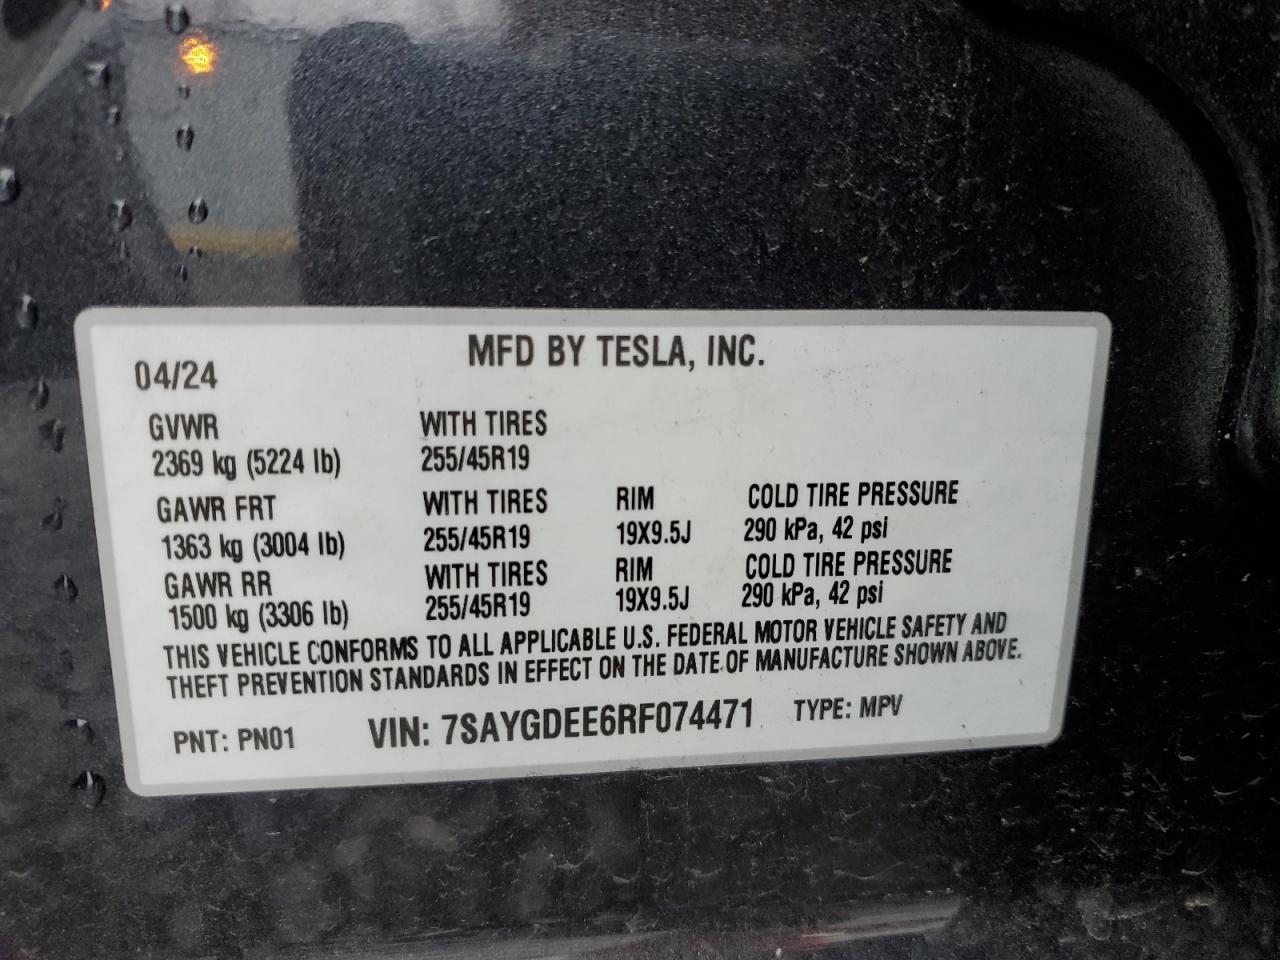 MFD BY TESLA, INC.
04/24
GVWR WITH TIRES
2369 kg (5224 lb) 255/45R19
GAWR FRT WITH TIRES RIM COLD TIRE PRESSURE
1363 kg (3004 lb) 255/45R19 19X9.5J 290 kPa, 42 psi
GAWR RR WITH TIRES RIM COLD TIRE PRESSURE
1500 kg (3306 lb) 255/45R19 19X9.5J 290 kPa, 42 psi
THIS VEHICLE CONFORMS TO ALL APPLICABLE U.S. FEDERAL MOTOR VEHICLE SAFETY AND
THEFT PREVENTION STANDARDS IN EFFECT ON THE DATE OF MANUFACTURE SHOWN ABOVE.
PNT: PN01 VIN: 7SAYGDEE6RF074471 TYPE: MPV